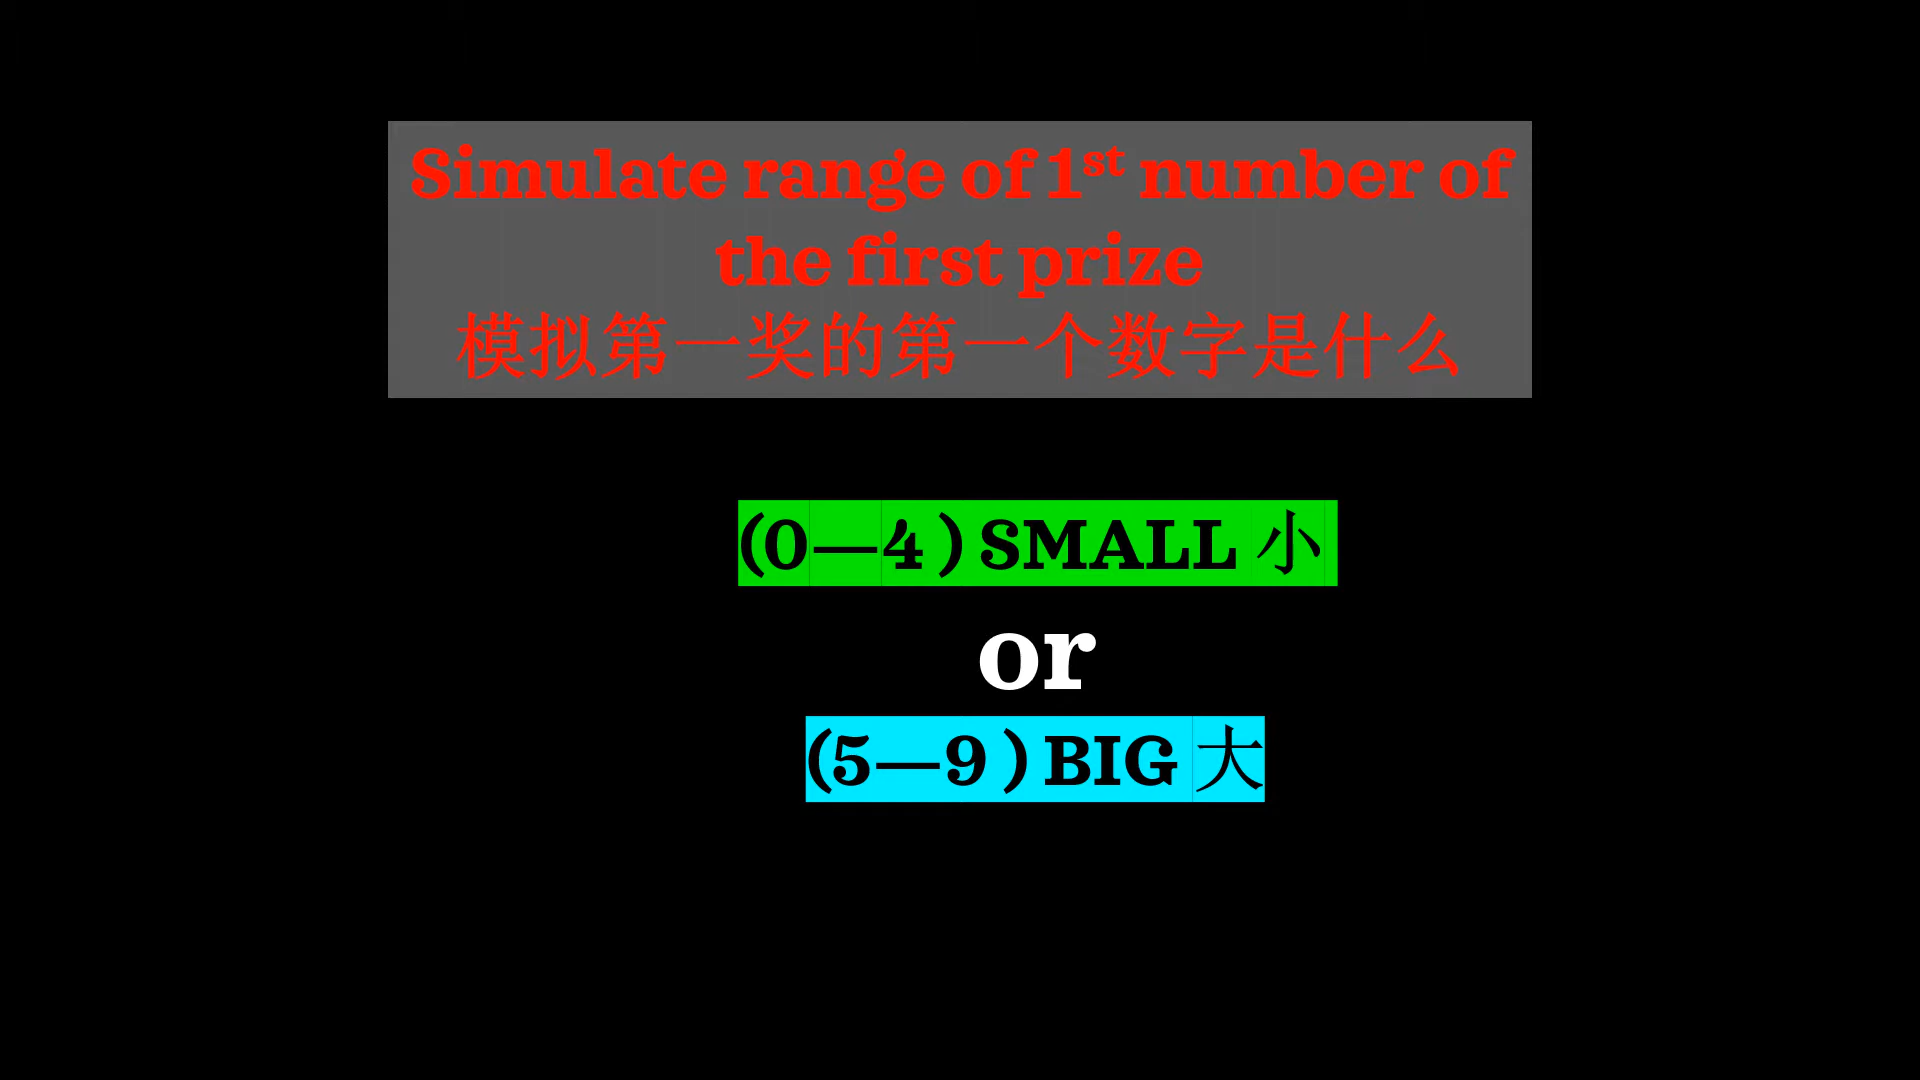 Simulate range of 1st number of
the first prize
模拟第一奖的第一个数字是什么
(0—4 ) SMALL 小
or
(5—9 ) BIG 大